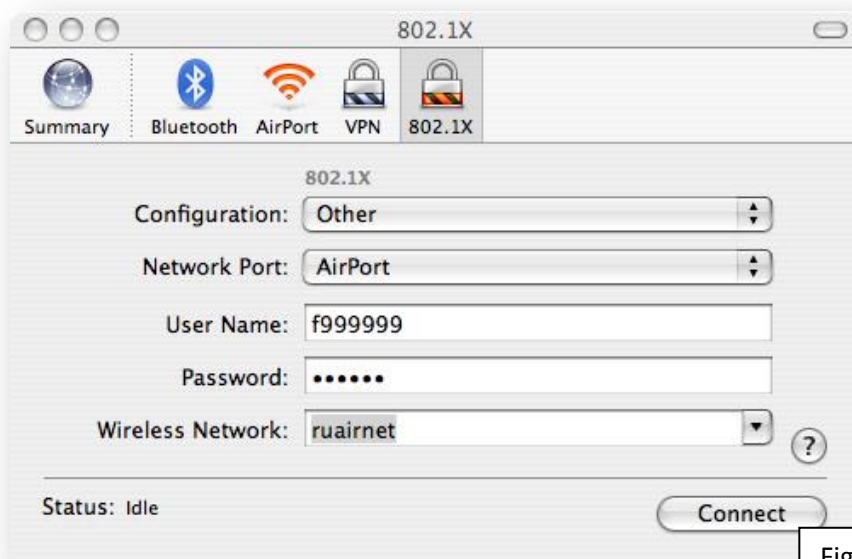 802.1X
Summary Bluetooth AirPort VPN 802.1X
802.1X
Configuration: Other
Network Port: AirPort
User Name: f999999
Password: ••••••
Wireless Network: ruairnet
?
Status: Idle
Connect